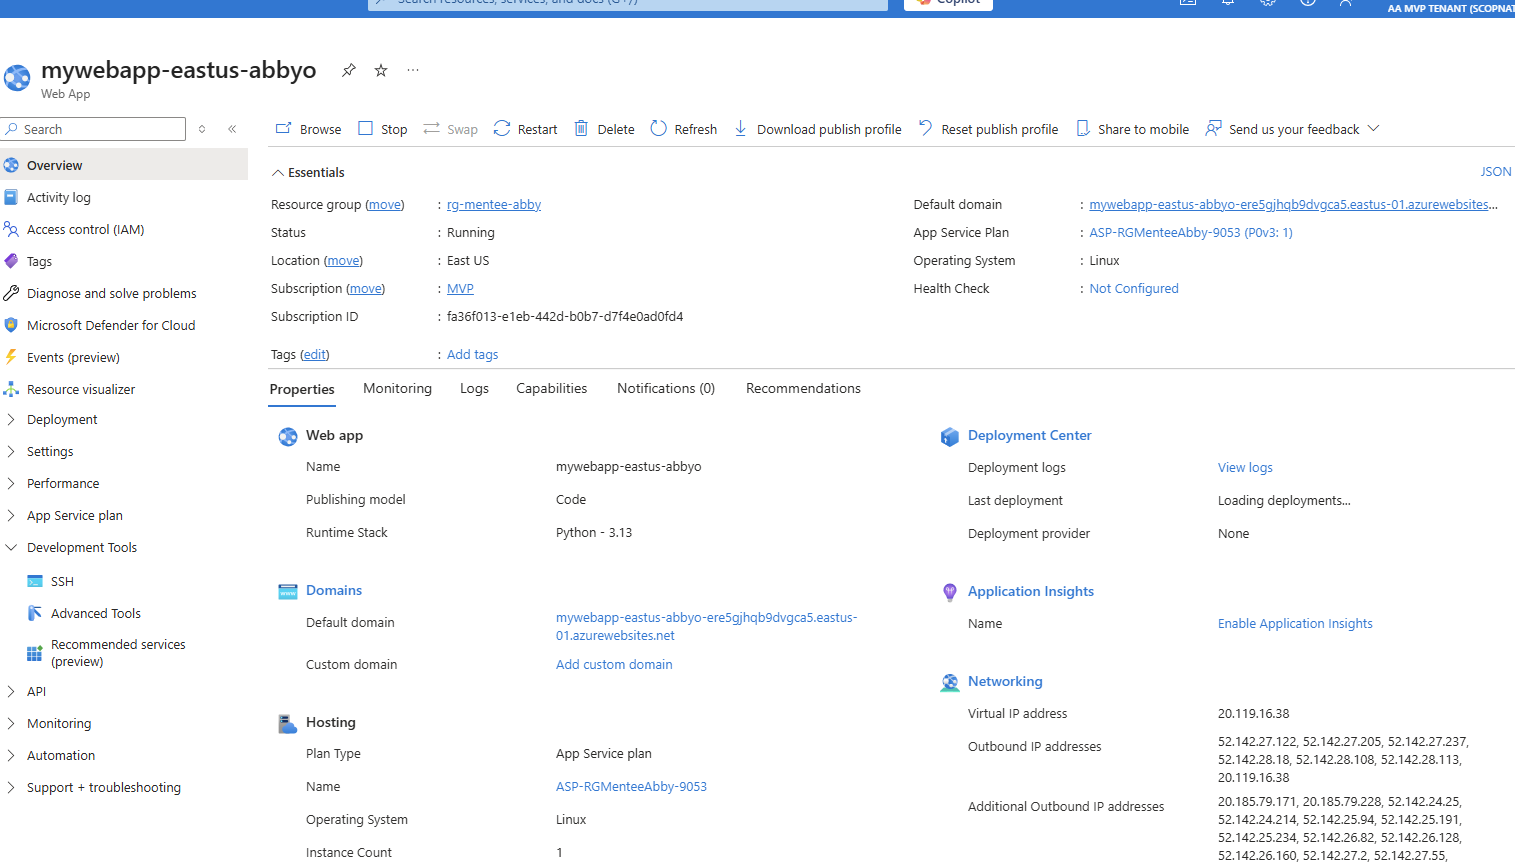 Search resources, services, and docs (G+/)
Copilot
AA MVP TENANT (SCOPNAT
mywebapp-eastus-abbyo
Web App
Search
Browse
Stop
Swap
Restart
Delete
Refresh
Download publish profile
Reset publish profile
Share to mobile
Send us your feedback
Overview
Activity log
Access control (IAM)
Tags
Diagnose and solve problems
Microsoft Defender for Cloud
Events (preview)
Resource visualizer
Deployment
Settings
Performance
App Service plan
Development Tools
SSH
Advanced Tools
Recommended services
(preview)
API
Monitoring
Automation
Support + troubleshooting
Essentials
JSON
Resource group (move) : rg-mentee-abby
Status : Running
Location (move) : East US
Subscription (move) : MVP
Subscription ID : fa36f013-e1eb-442d-b0b7-d7f4e0ad0fd4
Tags (edit) : Add tags
Default domain : mywebapp-eastus-abbyo-ere5gjhqb9dvgca5.eastus-01.azurewebsites...
App Service Plan : ASP-RGMenteeAbby-9053 (P0v3: 1)
Operating System : Linux
Health Check : Not Configured
Properties
Monitoring
Logs
Capabilities
Notifications (0)
Recommendations
Web app
Name mywebapp-eastus-abbyo
Publishing model Code
Runtime Stack Python - 3.13
Domains
Default domain mywebapp-eastus-abbyo-ere5gjhqb9dvgca5.eastus-
01.azurewebsites.net
Custom domain Add custom domain
Hosting
Plan Type App Service plan
Name ASP-RGMenteeAbby-9053
Operating System Linux
Instance Count 1
Deployment Center
Deployment logs View logs
Last deployment Loading deployments...
Deployment provider None
Application Insights
Name Enable Application Insights
Networking
Virtual IP address 20.119.16.38
Outbound IP addresses 52.142.27.122, 52.142.27.205, 52.142.27.237,
52.142.28.18, 52.142.28.108, 52.142.28.113,
20.119.16.38
Additional Outbound IP addresses 20.185.79.171, 20.185.79.228, 52.142.24.25,
52.142.24.214, 52.142.25.94, 52.142.25.191,
52.142.25.234, 52.142.26.82, 52.142.26.128,
52.142.26.160, 52.142.27.2, 52.142.27.55,